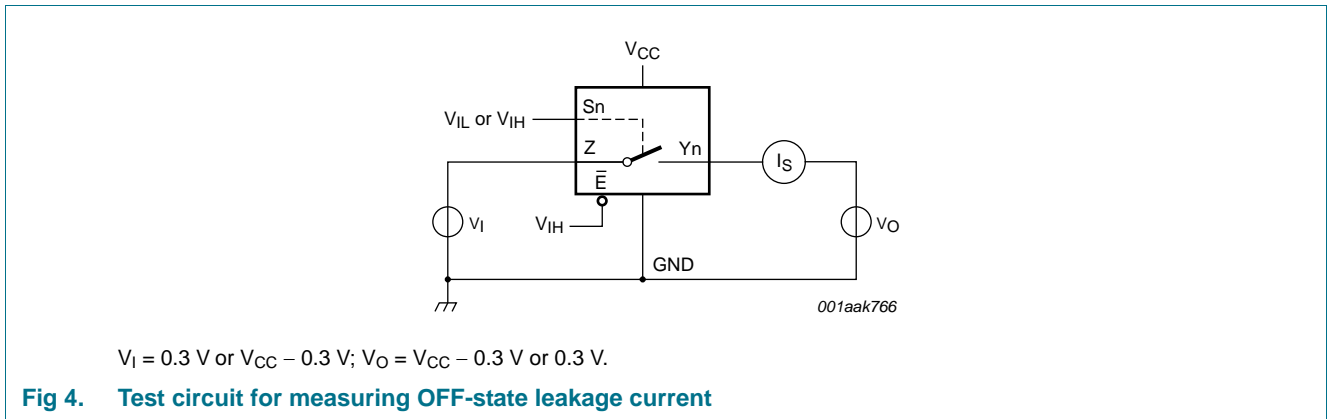 VCC
Sn
VIL or VIH
Z
Yn
IS
E̅
VI
VIH
VO
GND
001aak766
VI = 0.3 V or VCC − 0.3 V; VO = VCC − 0.3 V or 0.3 V.
Fig 4. Test circuit for measuring OFF-state leakage current